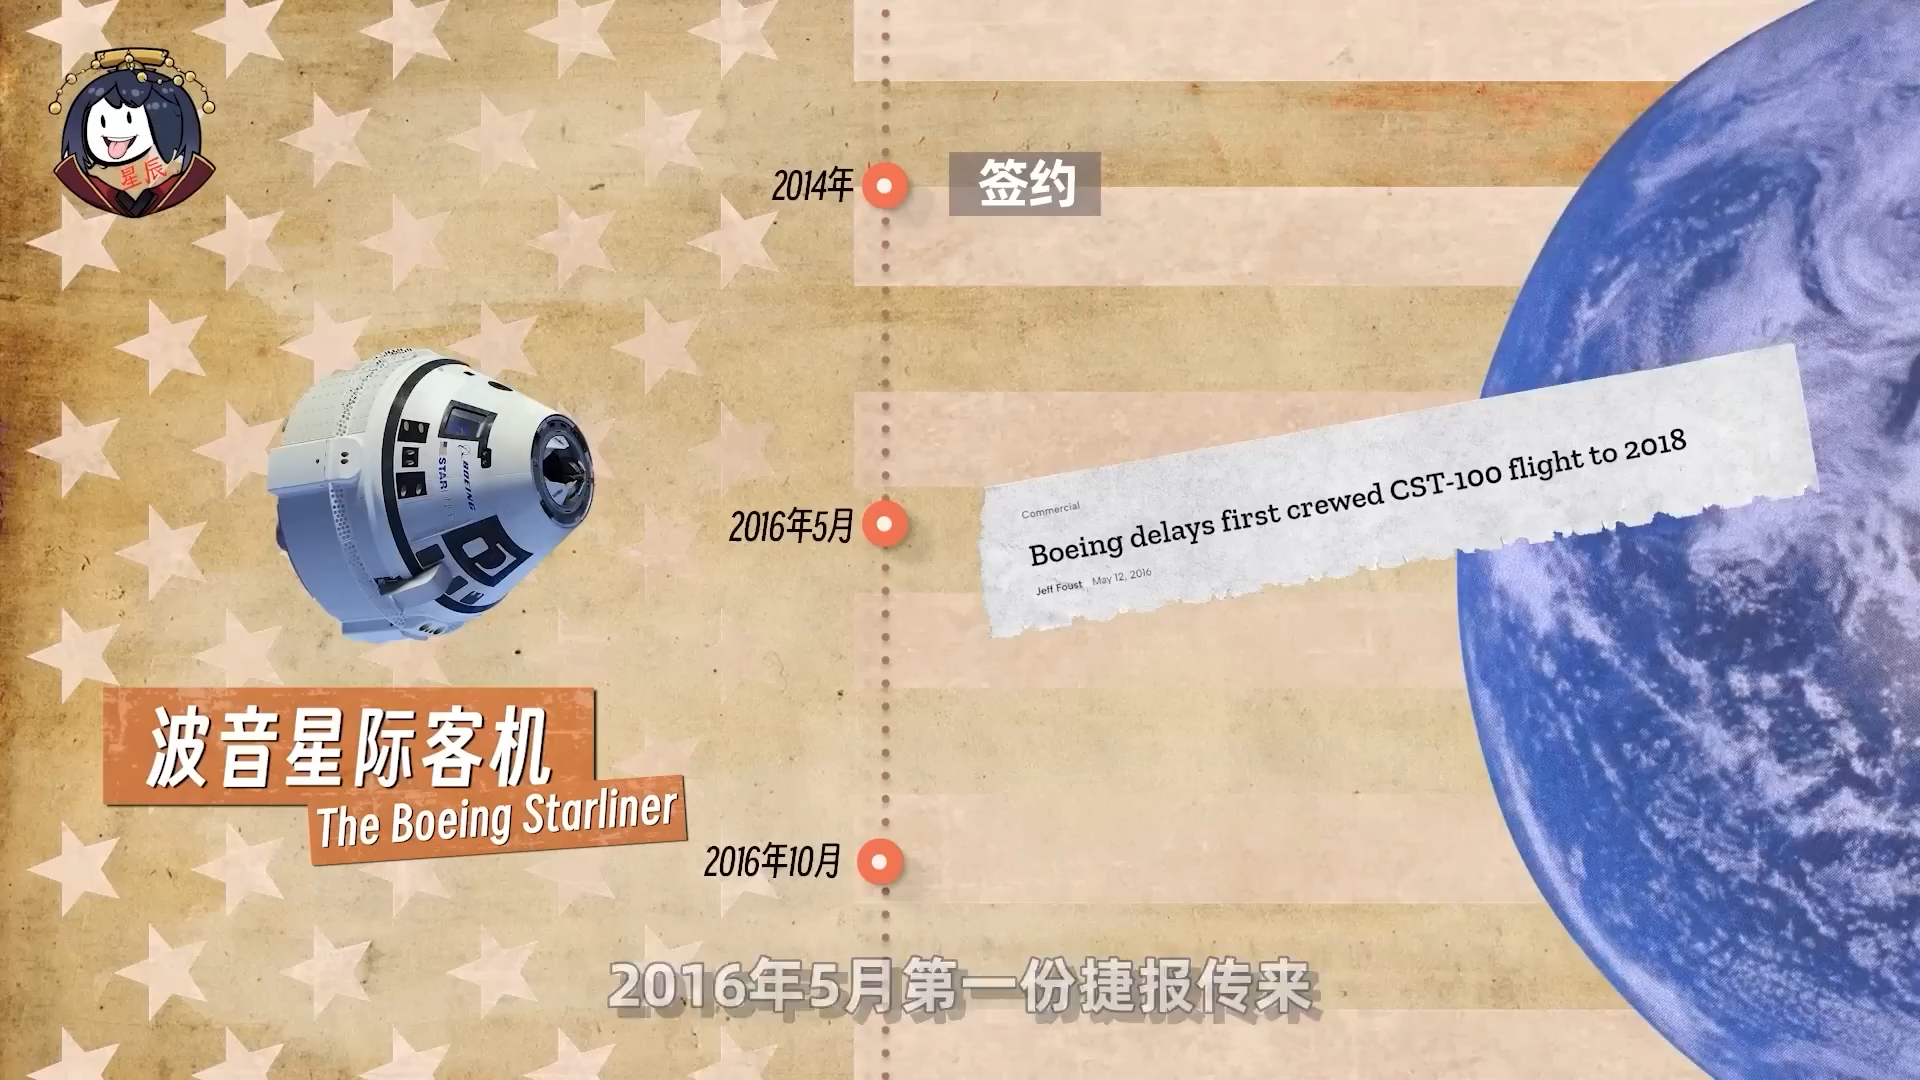 星辰
2014年
签约
BOEING
2016年5月
Commercial
Boeing delays first crewed CST-100 flight to 2018
Jeff Foust May 12, 2016
波音星际客机
The Boeing Starliner
2016年10月
2016年5月第一份捷报传来